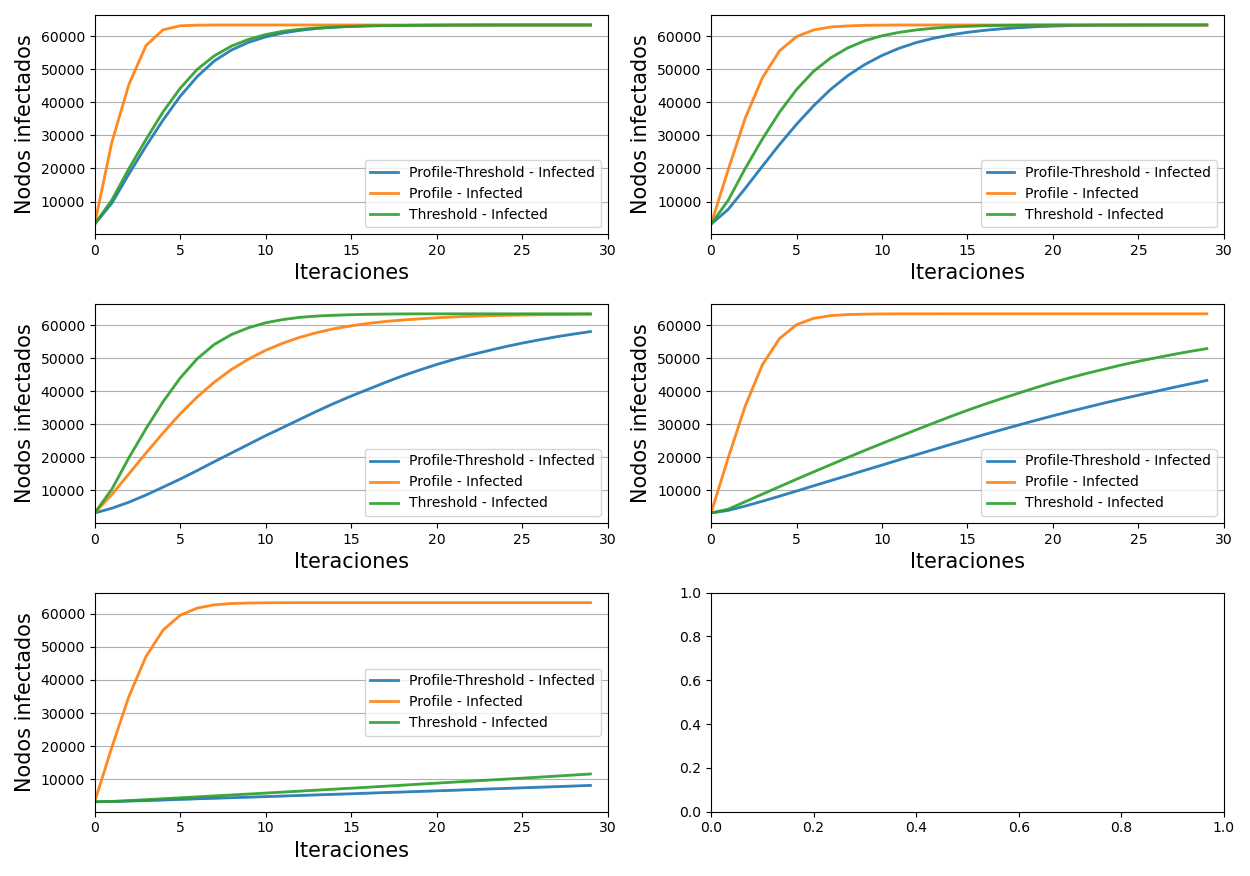 Nodos infectados
60000
50000
40000
30000
20000
10000
0 5 10 15 20 25 30
Iteraciones
Profile-Threshold - Infected
Profile - Infected
Threshold - Infected
Nodos infectados
60000
50000
40000
30000
20000
10000
0 5 10 15 20 25 30
Iteraciones
Profile-Threshold - Infected
Profile - Infected
Threshold - Infected
Nodos infectados
60000
50000
40000
30000
20000
10000
0 5 10 15 20 25 30
Iteraciones
Profile-Threshold - Infected
Profile - Infected
Threshold - Infected
Nodos infectados
60000
50000
40000
30000
20000
10000
0 5 10 15 20 25 30
Iteraciones
Profile-Threshold - Infected
Profile - Infected
Threshold - Infected
Nodos infectados
60000
50000
40000
30000
20000
10000
0 5 10 15 20 25 30
Iteraciones
Profile-Threshold - Infected
Profile - Infected
Threshold - Infected
1.0
0.8
0.6
0.4
0.2
0.0
0.0 0.2 0.4 0.6 0.8 1.0